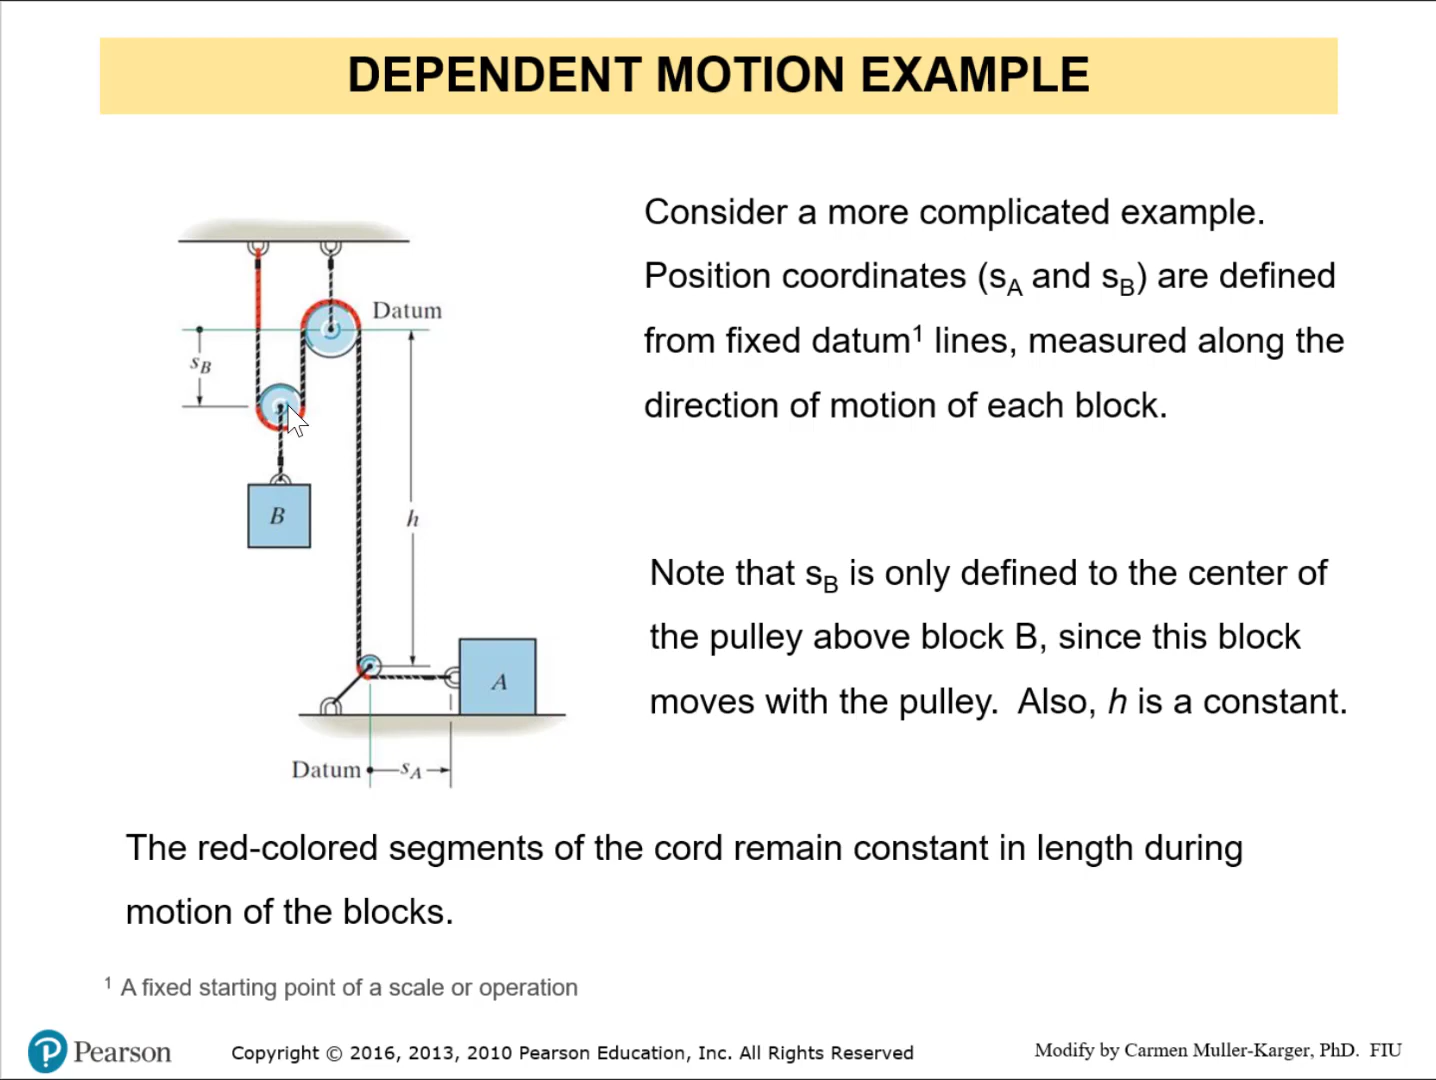 DEPENDENT MOTION EXAMPLE
Consider a more complicated example.
Position coordinates (sA and sB) are defined
from fixed datum¹ lines, measured along the
direction of motion of each block.
Datum
sB
B
h
A
Datum
sA
Note that sB is only defined to the center of
the pulley above block B, since this block
moves with the pulley. Also, h is a constant.
The red-colored segments of the cord remain constant in length during
motion of the blocks.
¹ A fixed starting point of a scale or operation
Pearson
Copyright © 2016, 2013, 2010 Pearson Education, Inc. All Rights Reserved
Modify by Carmen Muller-Karger, PhD. FIU